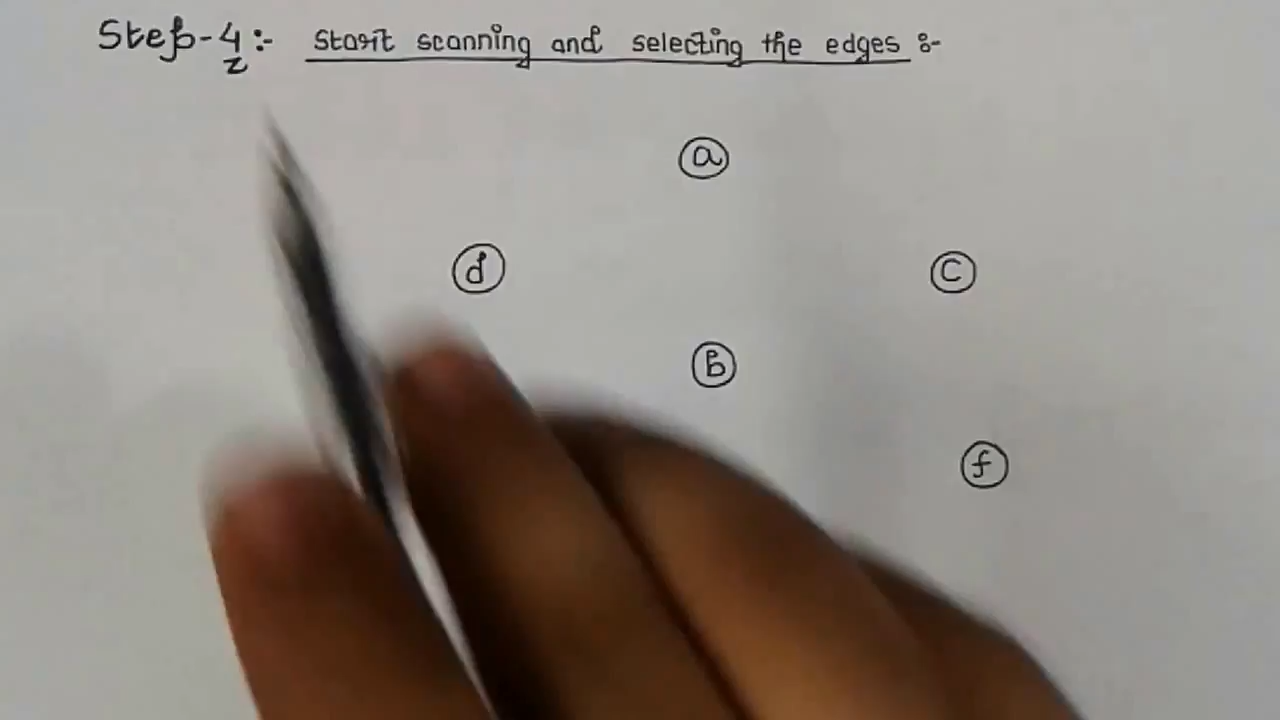 Step-4:- Start scanning and selecting the edges :-
a
d
c
b
f